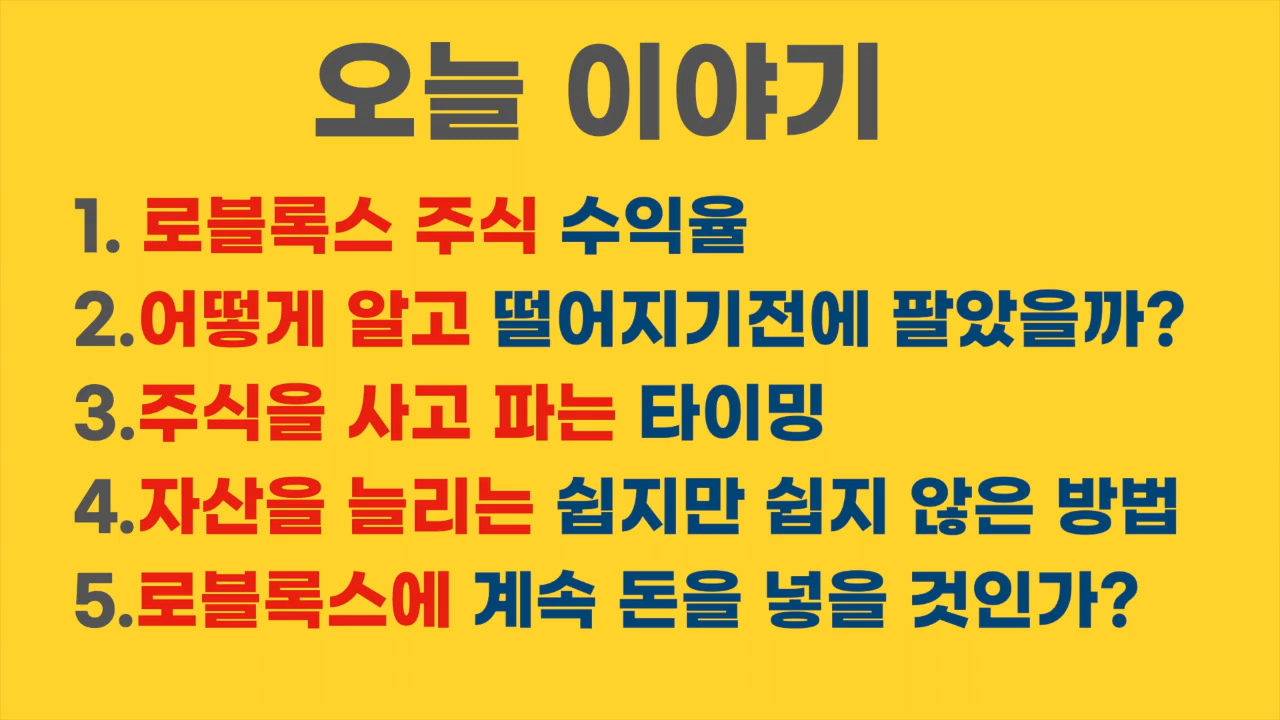 오늘 이야기
1. 로블록스 주식 수익율
2.어떻게 알고 떨어지기전에 팔았을까?
3.주식을 사고 파는 타이밍
4.자산을 늘리는 쉽지만 쉽지 않은 방법
5.로블록스에 계속 돈을 넣을 것인가?